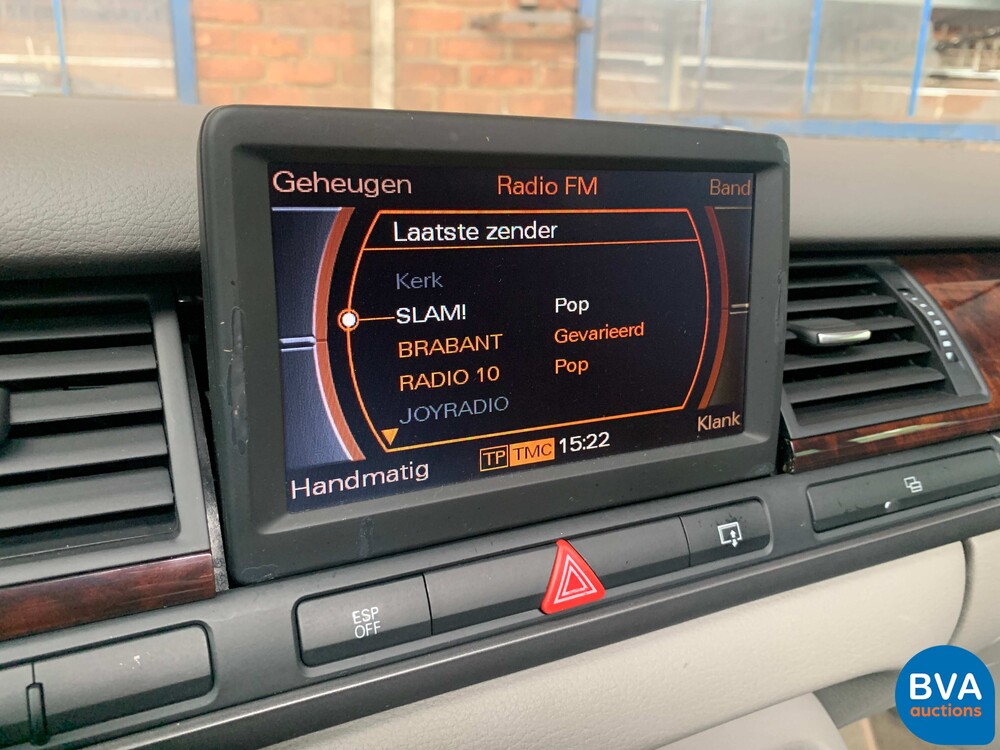 Geheugen Radio FM Band
Laatste zender
Kerk
SLAM! Pop
BRABANT Gevarieerd
RADIO 10 Pop
JOYRADIO
Handmatig TP TMC 15:22 Klank
ESP
OFF
BVA
auctions